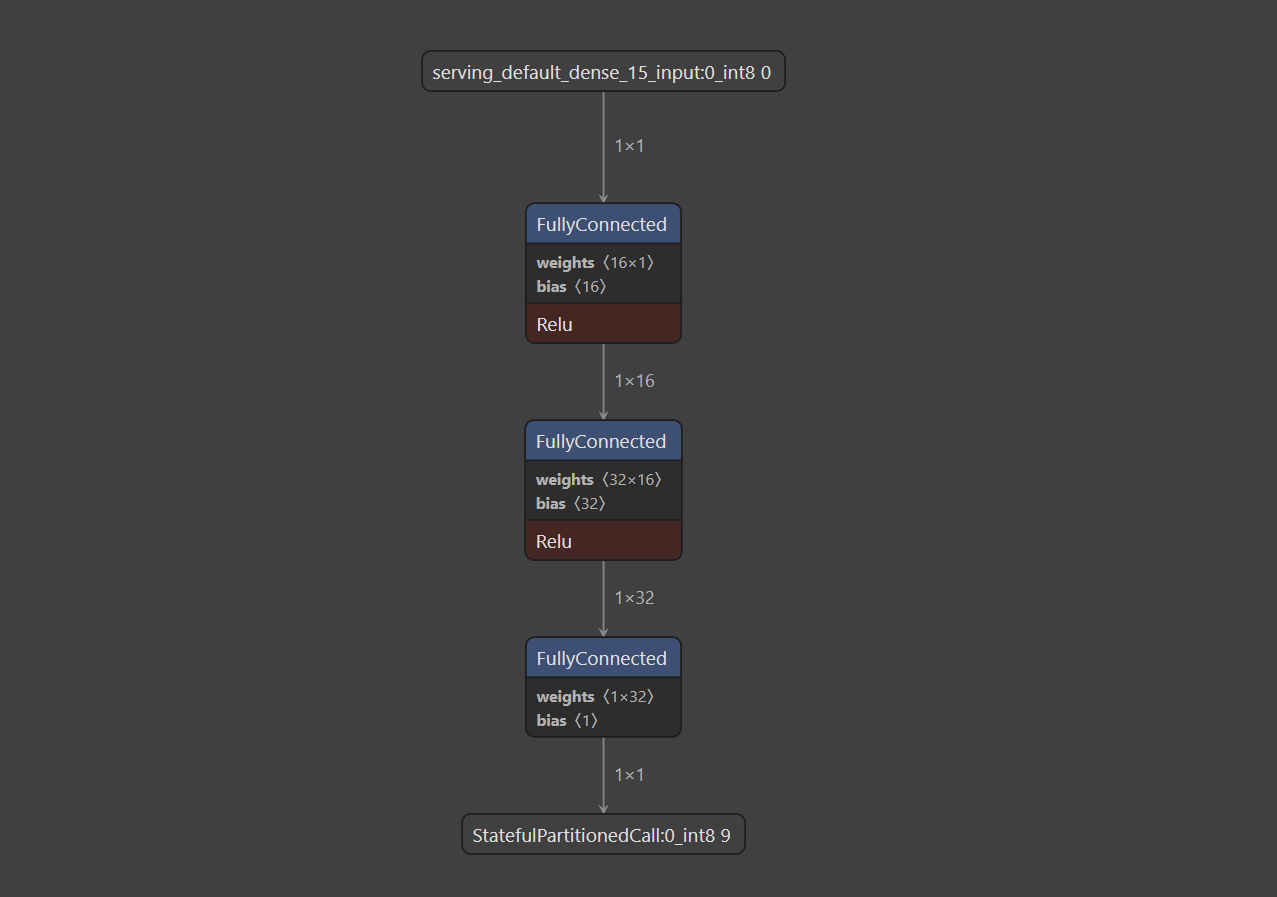 serving_default_dense_15_input:0_int8 0
1×1
FullyConnected
weights 〈16×1〉
bias 〈16〉
Relu
1×16
FullyConnected
weights 〈32×16〉
bias 〈32〉
Relu
1×32
FullyConnected
weights 〈1×32〉
bias 〈1〉
1×1
StatefulPartitionedCall:0_int8 9